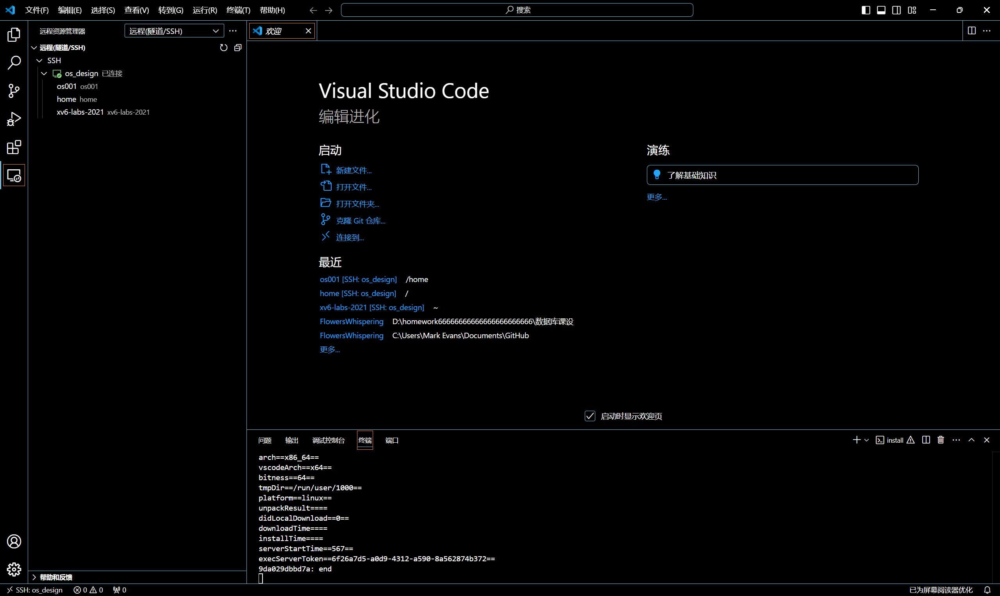 文件(F) 编辑(E) 选择(S) 查看(V) 转到(G) 运行(R) 终端(T) 帮助(H) 搜索
远程资源管理器 远程(隧道/SSH)
远程(隧道/SSH)
SSH
os_design 已连接
os001 os001
home home
xv6-labs-2021 xv6-labs-2021
帮助和反馈
欢迎
Visual Studio Code
编辑进化
启动
新建文件...
打开文件...
打开文件夹...
克隆 Git 仓库...
连接到...
最近
os001 [SSH: os_design] /home
home [SSH: os_design] /
xv6-labs-2021 [SSH: os_design] ~
FlowersWhispering D:\homework66666666666666666666666\数据库课设
FlowersWhispering C:\Users\Mark Evans\Documents\GitHub
更多...
演练
了解基础知识
更多...
启动时显示欢迎页
问题 输出 调试控制台 终端 端口 install
arch==x86_64==
vscodeArch==x64==
bitness==64==
tmpDir==/run/user/1000==
platform==linux==
unpackResult====
didLocalDownload==0==
downloadTime====
installTime====
serverStartTime==567==
execServerToken==6f26a7d5-a0d9-4312-a590-8a562874b372==
9da029dbbd7a: end
SSH: os_design 0 0 0 已为屏幕阅读器优化